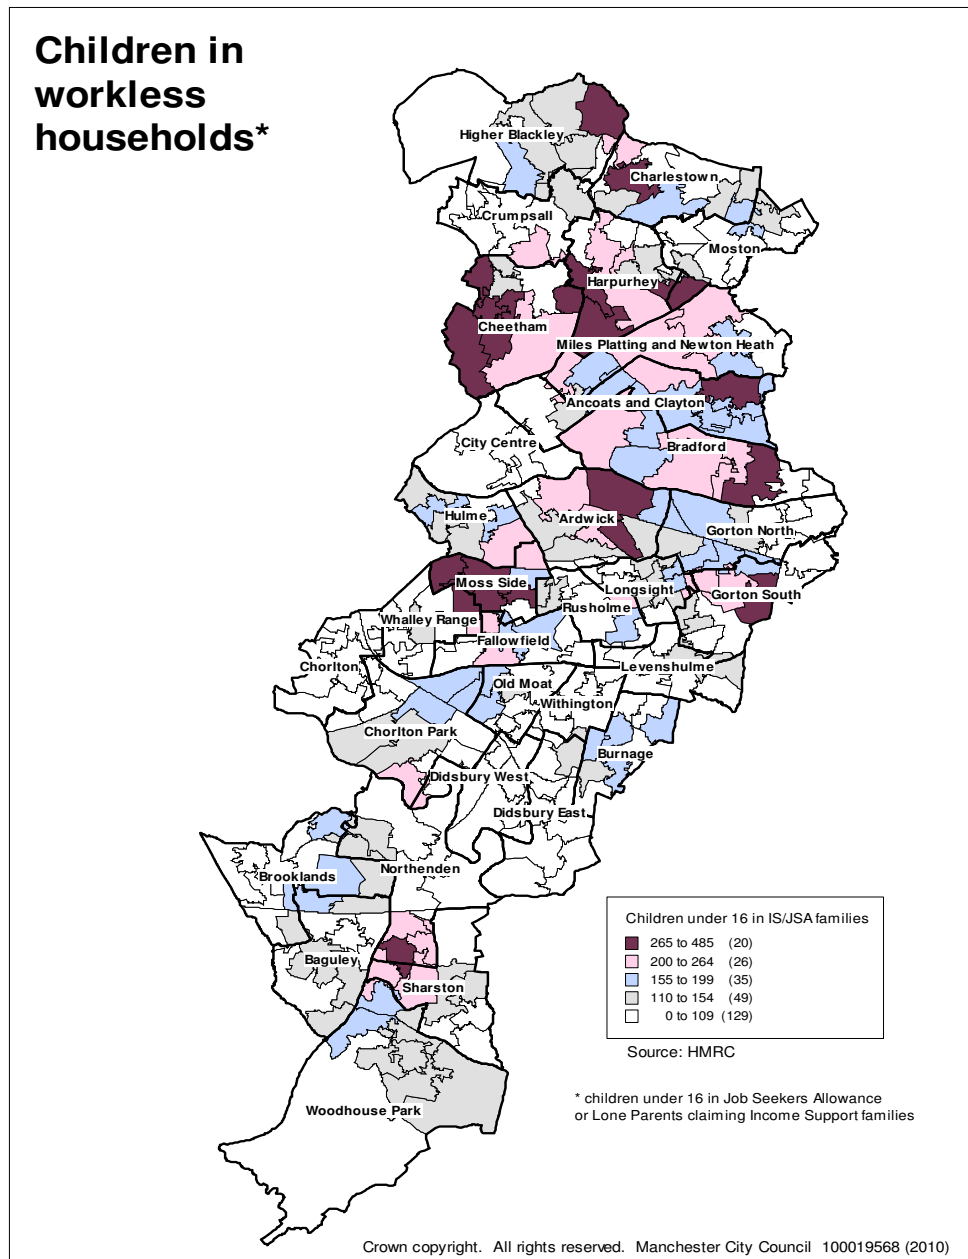 Children in
workless
households*
Higher Blackley
Charlestown
Crumpsall
Moston
Harpurhey
Cheetham
Miles Platting and Newton Heath
Ancoats and Clayton
City Centre
Bradford
Hulme
Ardwick
Gorton North
Moss Side
Longsight
Gorton South
Rusholme
Whalley Range
Fallowfield
Chorlton
Levenshulme
Old Moat
Withington
Chorlton Park
Burnage
Didsbury West
Didsbury East
Brooklands
Northenden
Baguley
Sharston
Woodhouse Park
Children under 16 in IS/JSA families
265 to 485 (20)
200 to 264 (26)
155 to 199 (35)
110 to 154 (49)
0 to 109 (129)
Source: HMRC
* children under 16 in Job Seekers Allowance
or Lone Parents claiming Income Support families
Crown copyright. All rights reserved. Manchester City Council 100019568 (2010)